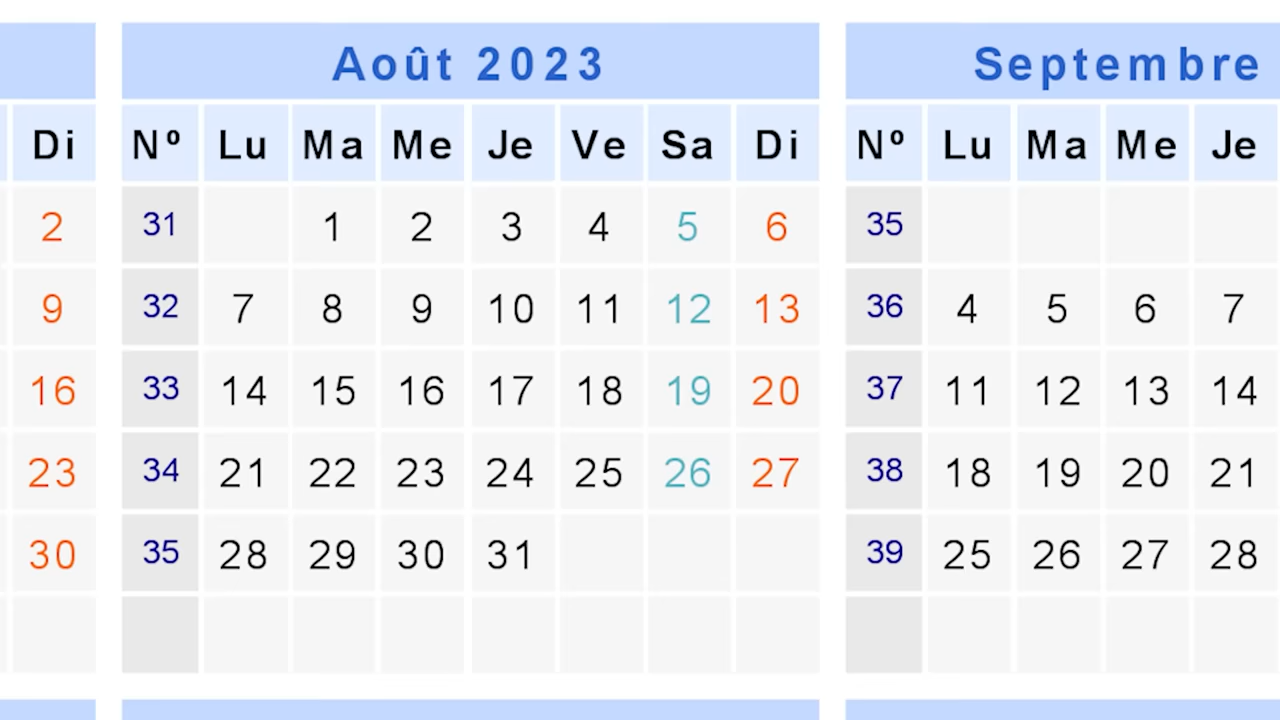 Août 2023 Septembre
Di Nº Lu Ma Me Je Ve Sa Di Nº Lu Ma Me Je
2 31 1 2 3 4 5 6 35
9 32 7 8 9 10 11 12 13 36 4 5 6 7
16 33 14 15 16 17 18 19 20 37 11 12 13 14
23 34 21 22 23 24 25 26 27 38 18 19 20 21
30 35 28 29 30 31 39 25 26 27 28